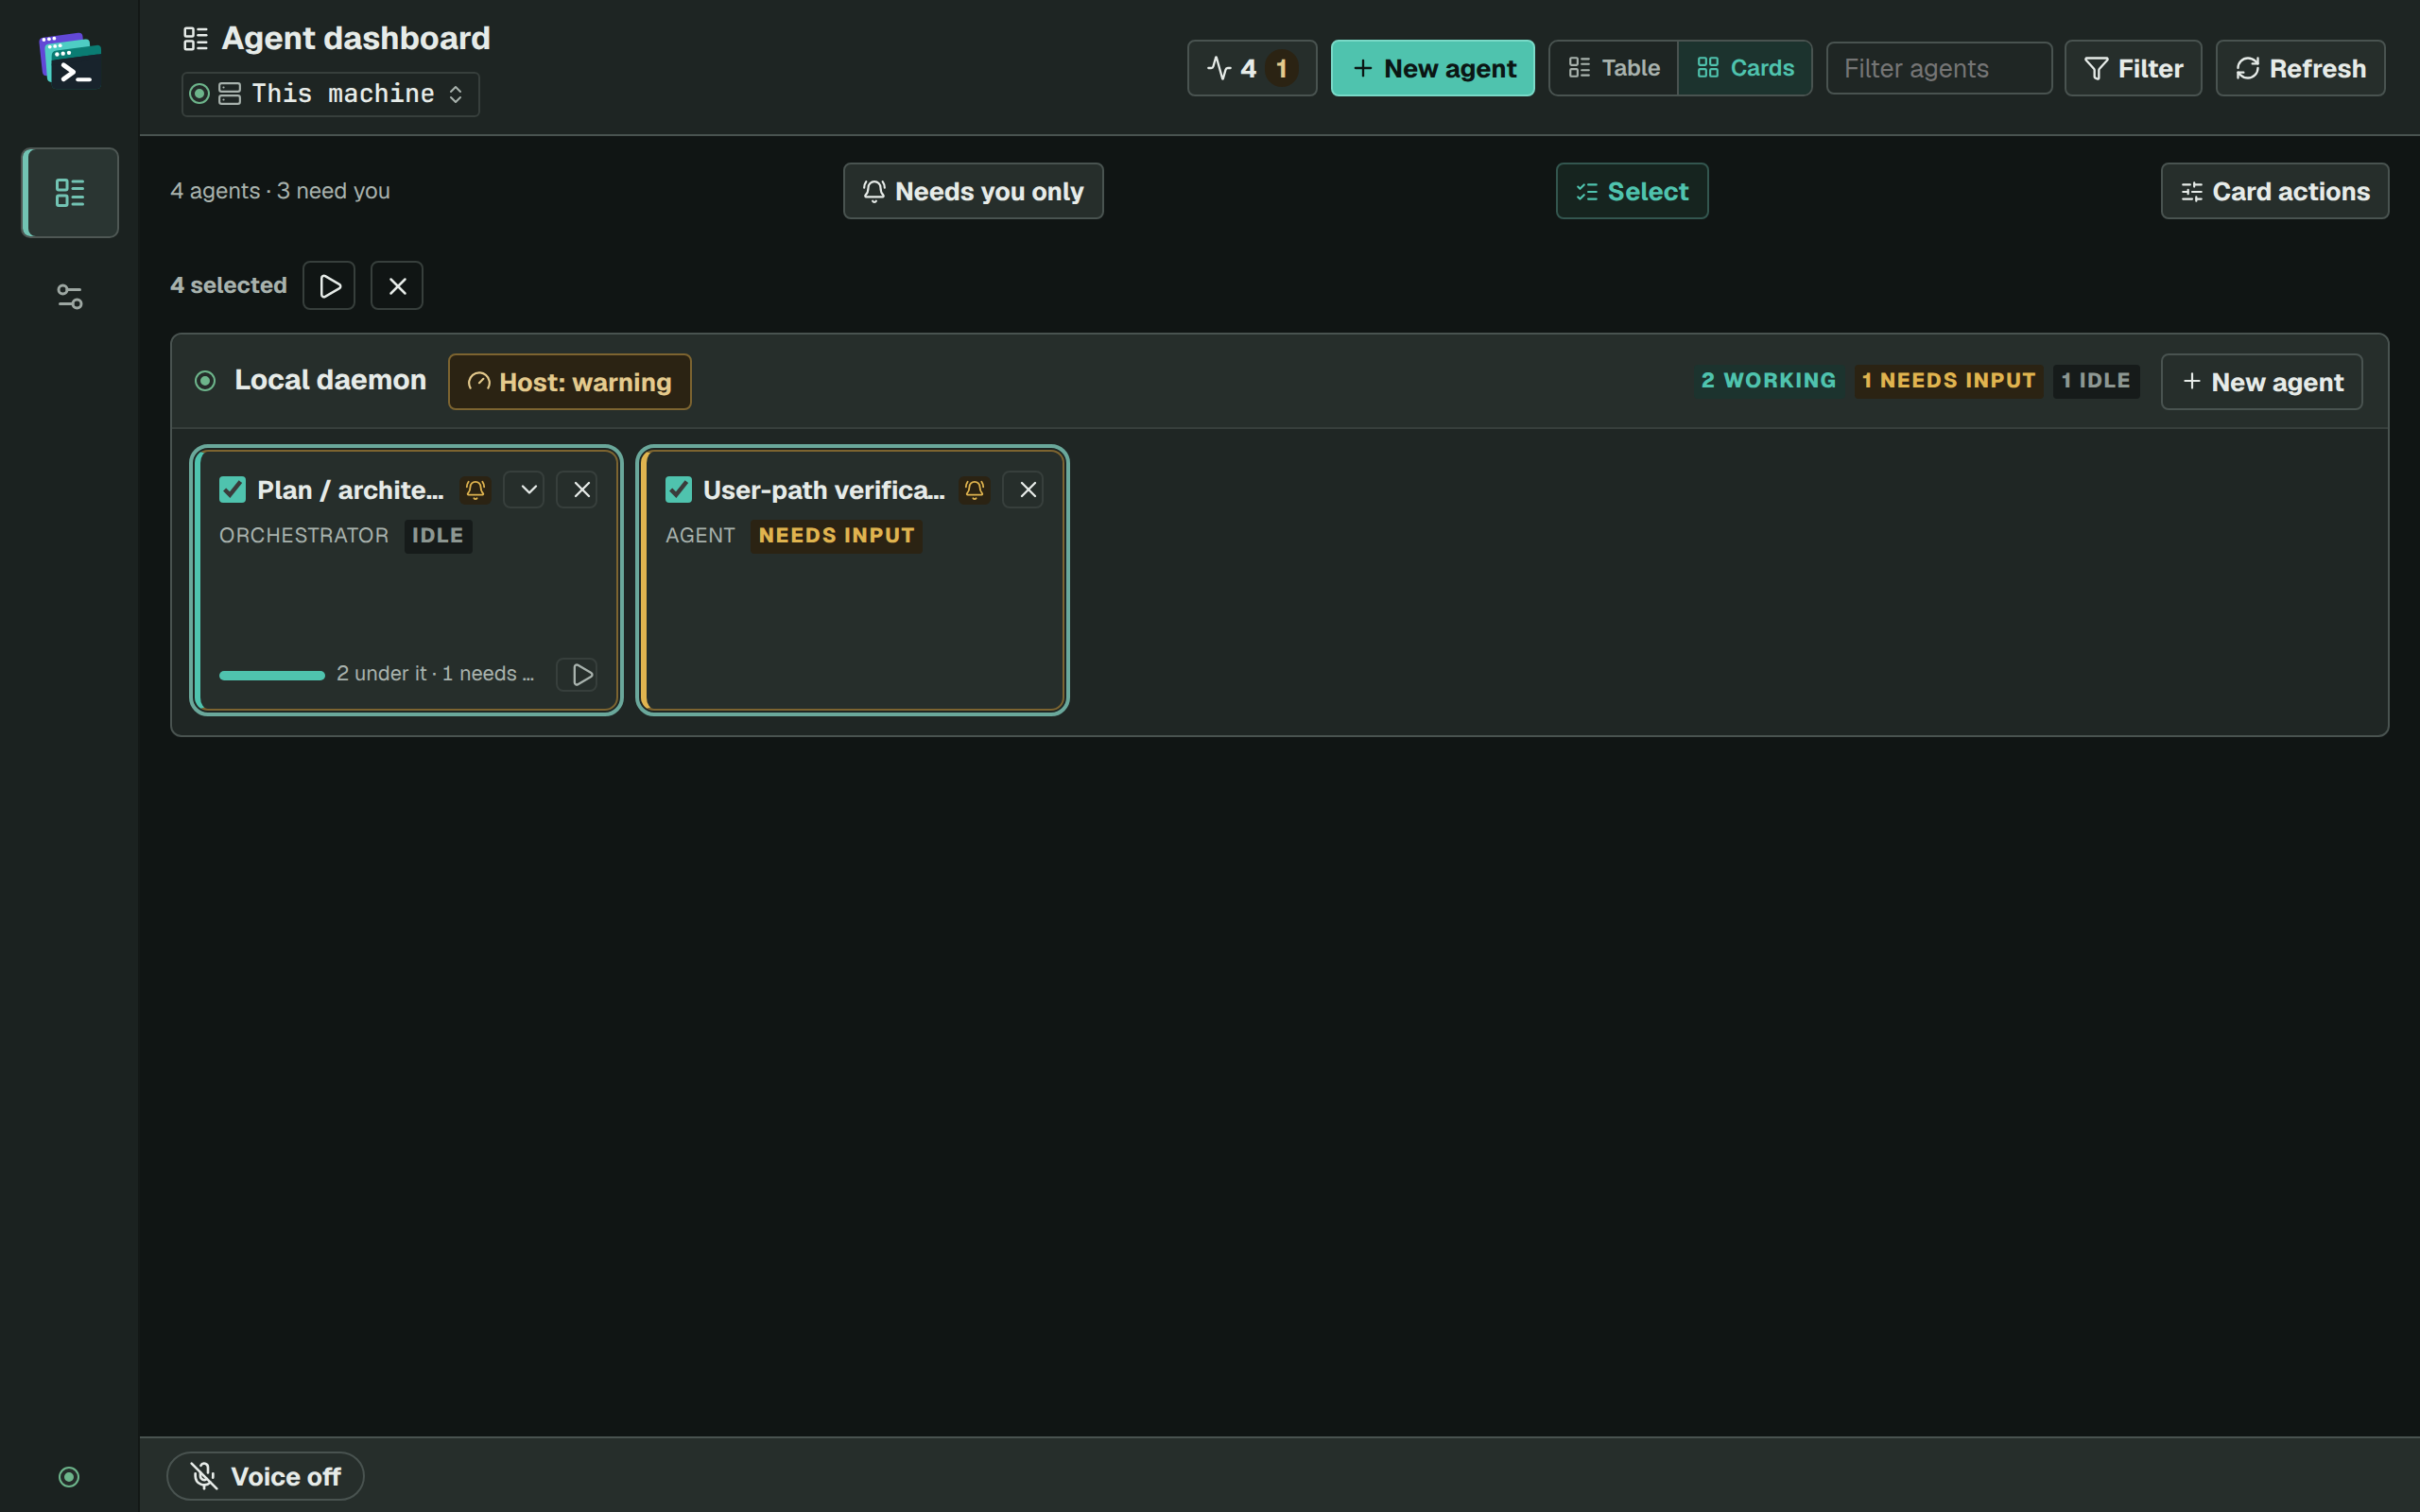 Agent dashboard
This machine
4 1
New agent
Table
Cards
Filter agents
Filter
Refresh
4 agents · 3 need you
Needs you only
Select
Card actions
4 selected
Local daemon
Host: warning
2 WORKING
1 NEEDS INPUT
1 IDLE
New agent
Plan / archite...
ORCHESTRATOR IDLE
2 under it · 1 needs ...
User-path verifica...
AGENT NEEDS INPUT
Voice off